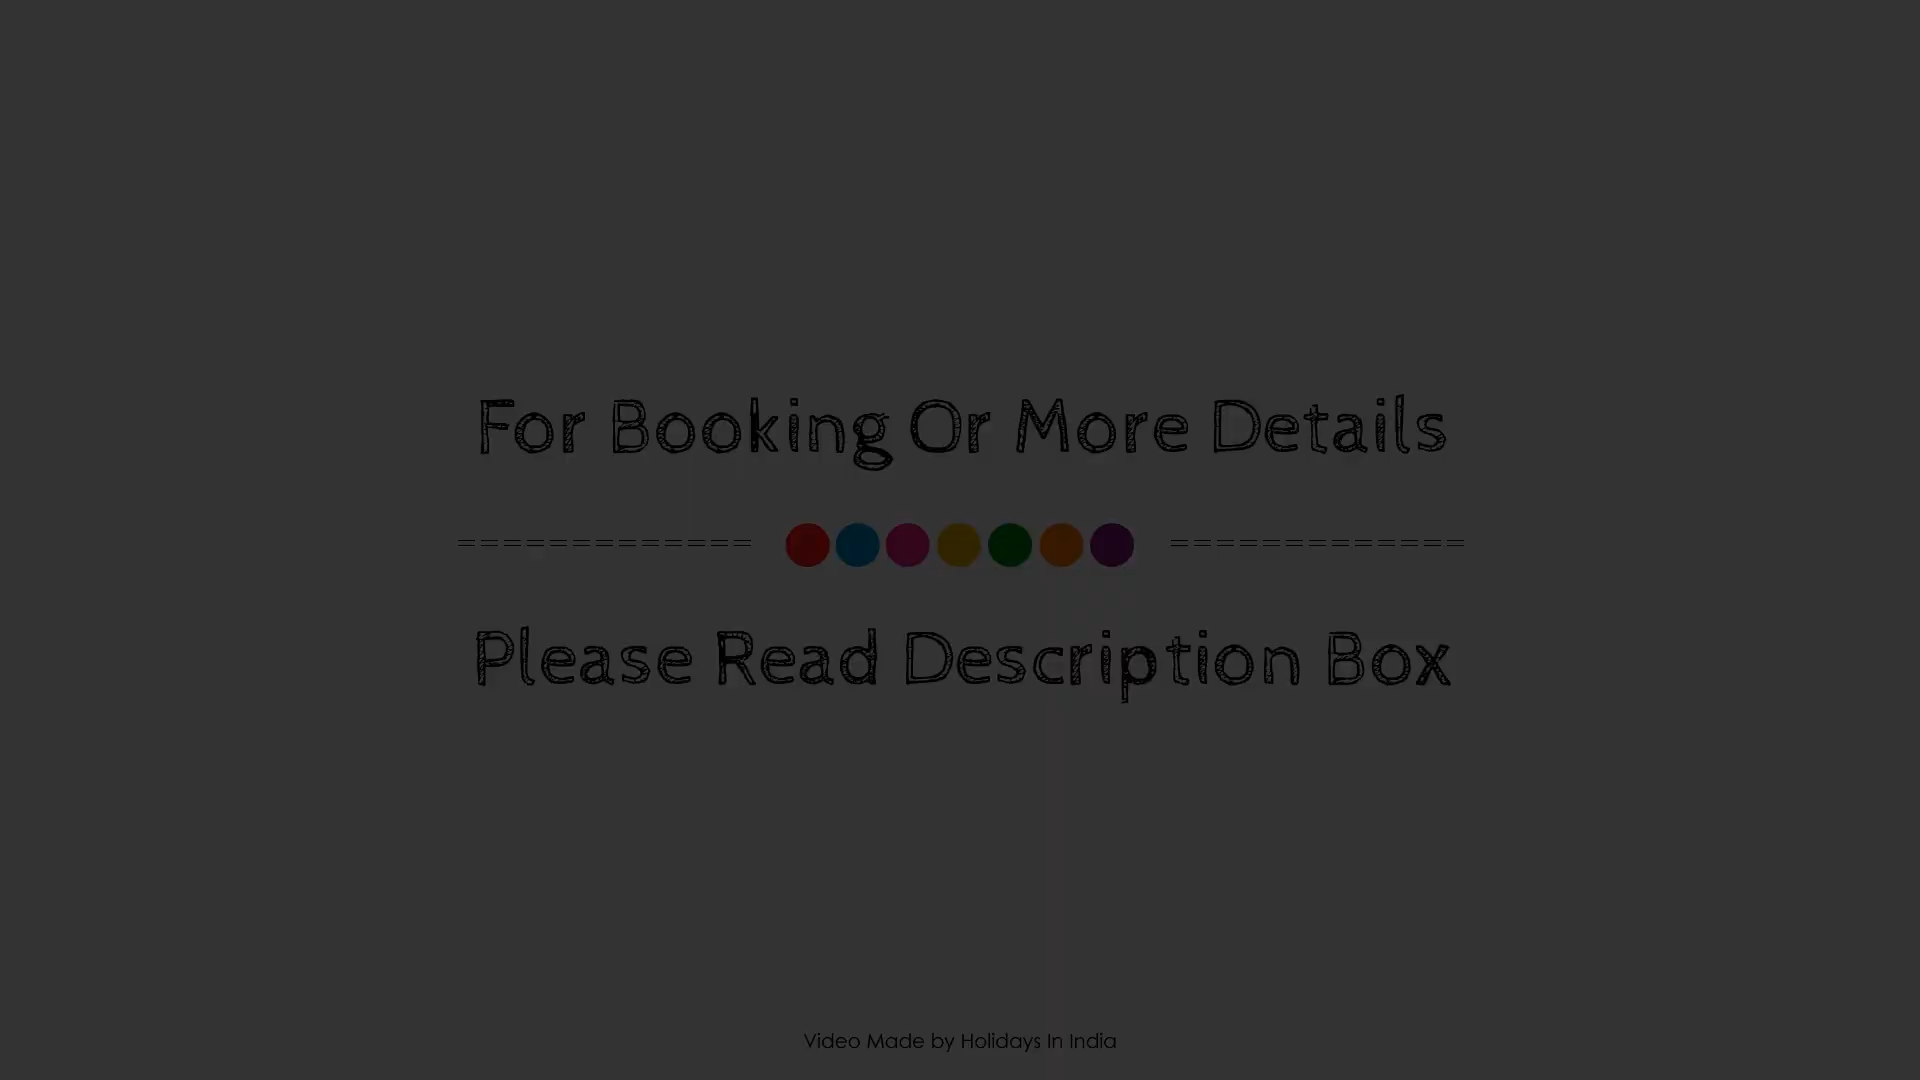 For Booking Or More Details
============= =============
Please Read Description Box
Video Made by Holidays In India